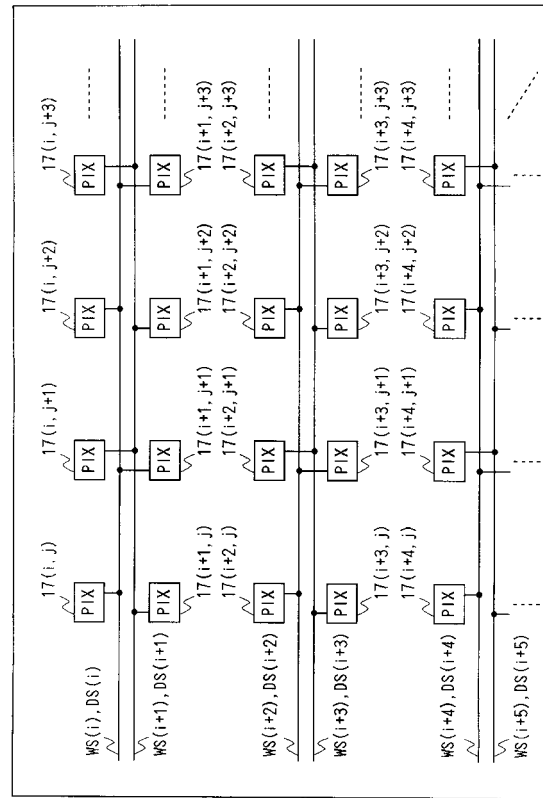 17(i, j) 17(i, j+1) 17(i, j+2) 17(i, j+3)
PIX PIX PIX PIX
WS(i), DS(i)
WS(i+1), DS(i+1)
PIX PIX PIX PIX
17(i+1, j) 17(i+1, j+1) 17(i+1, j+2) 17(i+1, j+3)
17(i+2, j) 17(i+2, j+1) 17(i+2, j+2) 17(i+2, j+3)
PIX PIX PIX PIX
WS(i+2), DS(i+2)
WS(i+3), DS(i+3)
PIX PIX PIX PIX
17(i+3, j) 17(i+3, j+1) 17(i+3, j+2) 17(i+3, j+3)
17(i+4, j) 17(i+4, j+1) 17(i+4, j+2) 17(i+4, j+3)
PIX PIX PIX PIX
WS(i+4), DS(i+4)
WS(i+5), DS(i+5)